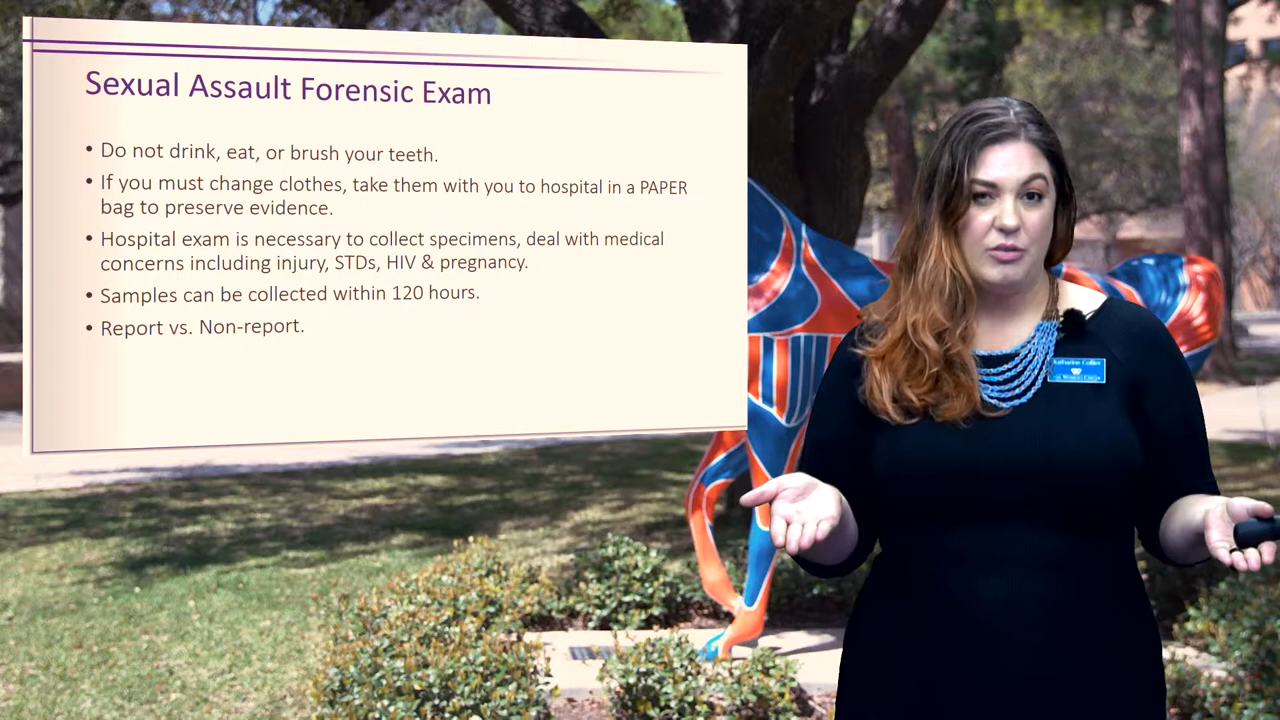 Sexual Assault Forensic Exam
• Do not drink, eat, or brush your teeth.
• If you must change clothes, take them with you to hospital in a PAPER
bag to preserve evidence.
• Hospital exam is necessary to collect specimens, deal with medical
concerns including injury, STDs, HIV & pregnancy.
• Samples can be collected within 120 hours.
• Report vs. Non-report.
Katharine Collier